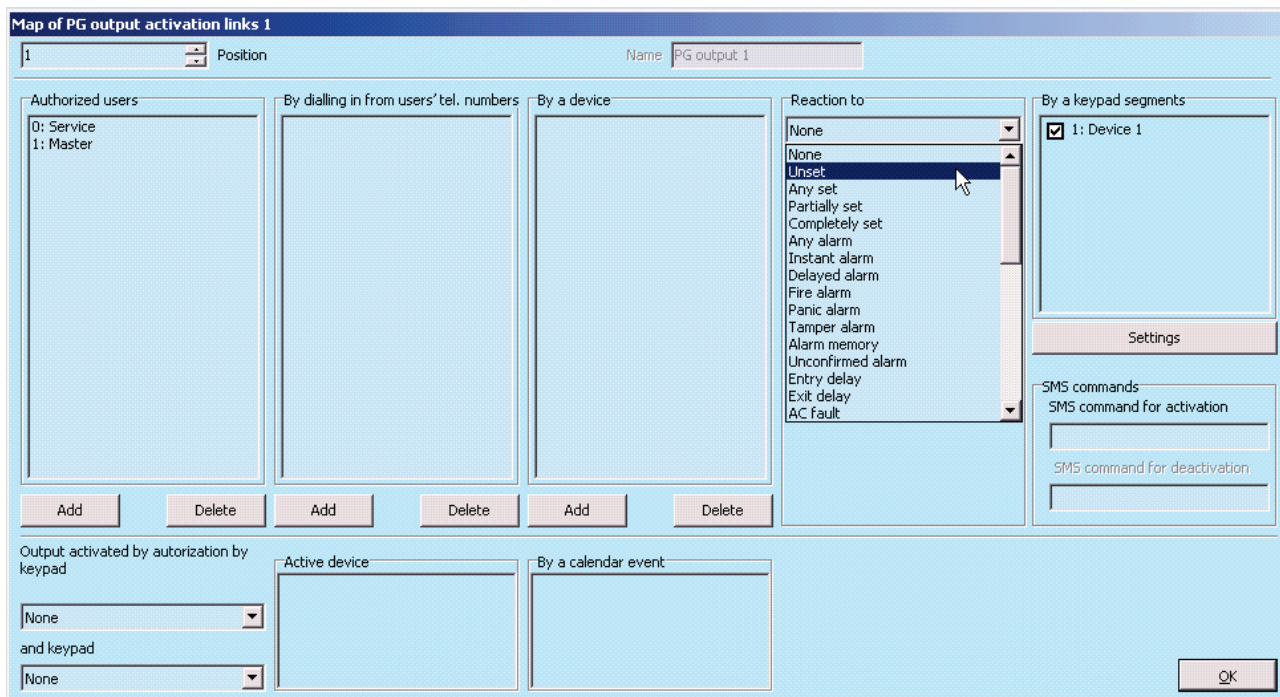 Map of PG output activation links 1
1 Position Name PG output 1
Authorized users
0: Service
1: Master
Add Delete
By dialling in from users' tel. numbers
Add Delete
By a device
Add Delete
Reaction to
None
None
Unset
Any set
Partially set
Completely set
Any alarm
Instant alarm
Delayed alarm
Fire alarm
Panic alarm
Tamper alarm
Alarm memory
Unconfirmed alarm
Entry delay
Exit delay
AC fault
By a keypad segments
1: Device 1
Settings
SMS commands
SMS command for activation
SMS command for deactivation
Output activated by autorization by
keypad
None
and keypad
None
Active device
By a calendar event
OK